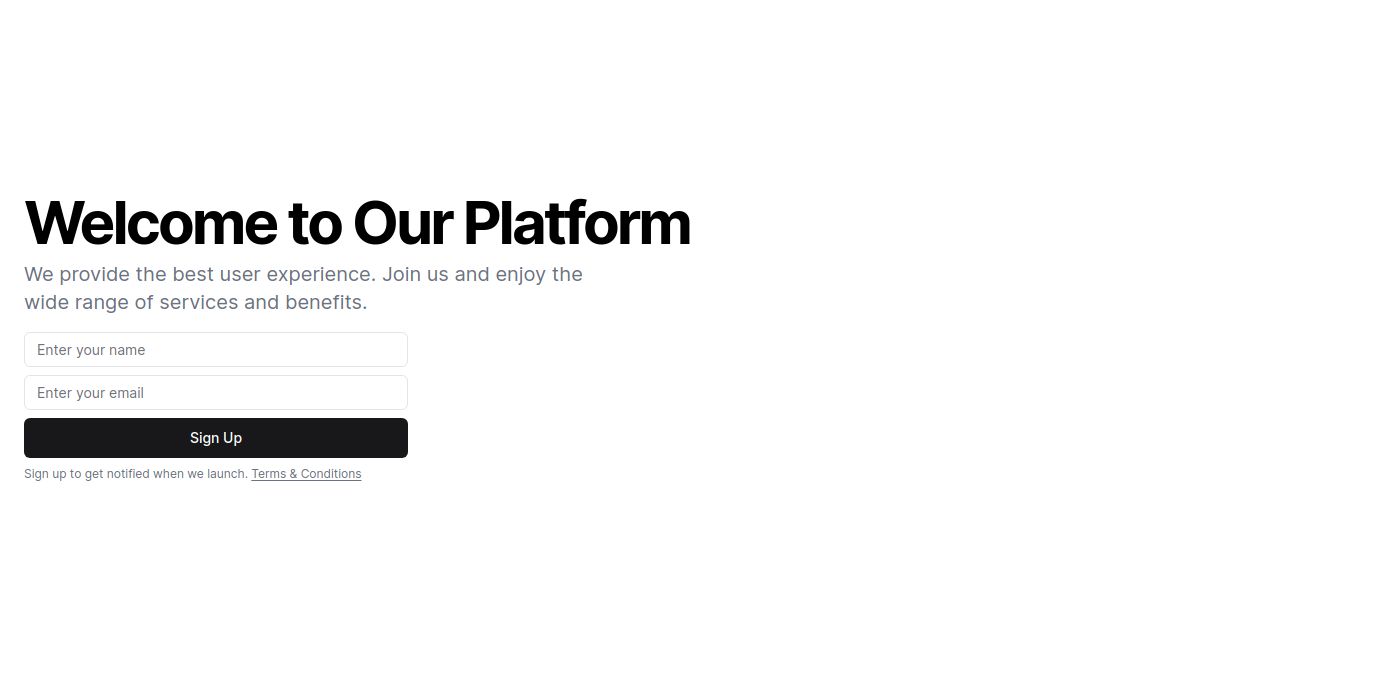 Welcome to Our Platform
We provide the best user experience. Join us and enjoy the
wide range of services and benefits.
Enter your name
Enter your email
Sign Up
Sign up to get notified when we launch. Terms & Conditions